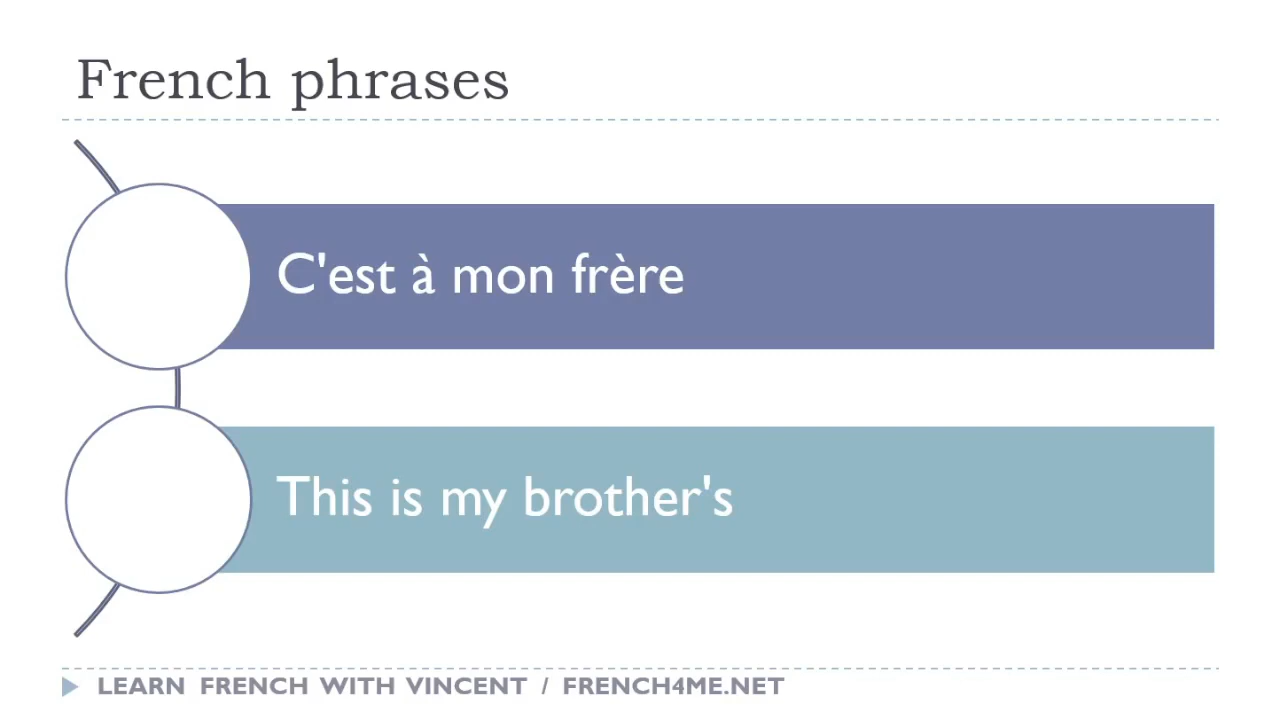 French phrases
C'est à mon frère
This is my brother's
LEARN FRENCH WITH VINCENT / FRENCH4ME.NET